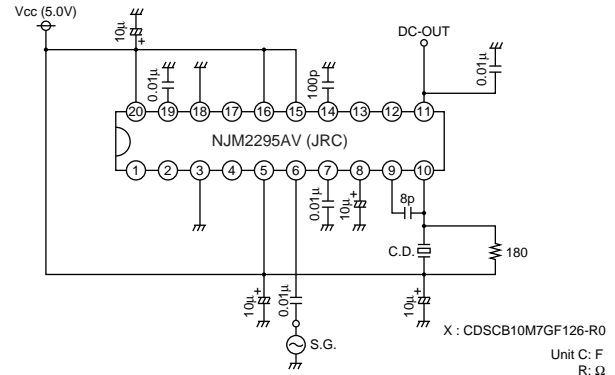 Vcc (5.0V)
10µ
+
DC-OUT
0.01µ
100p
0.01µ
20 19 18 17 16 15 14 13 12 11
NJM2295AV (JRC)
1 2 3 4 5 6 7 8 9 10
0.01µ
10µ
+
8p
C.D.
180
10µ
+
0.01µ
10µ
+
S.G.
X : CDSCB10M7GF126-R0
Unit C: F
R: Ω